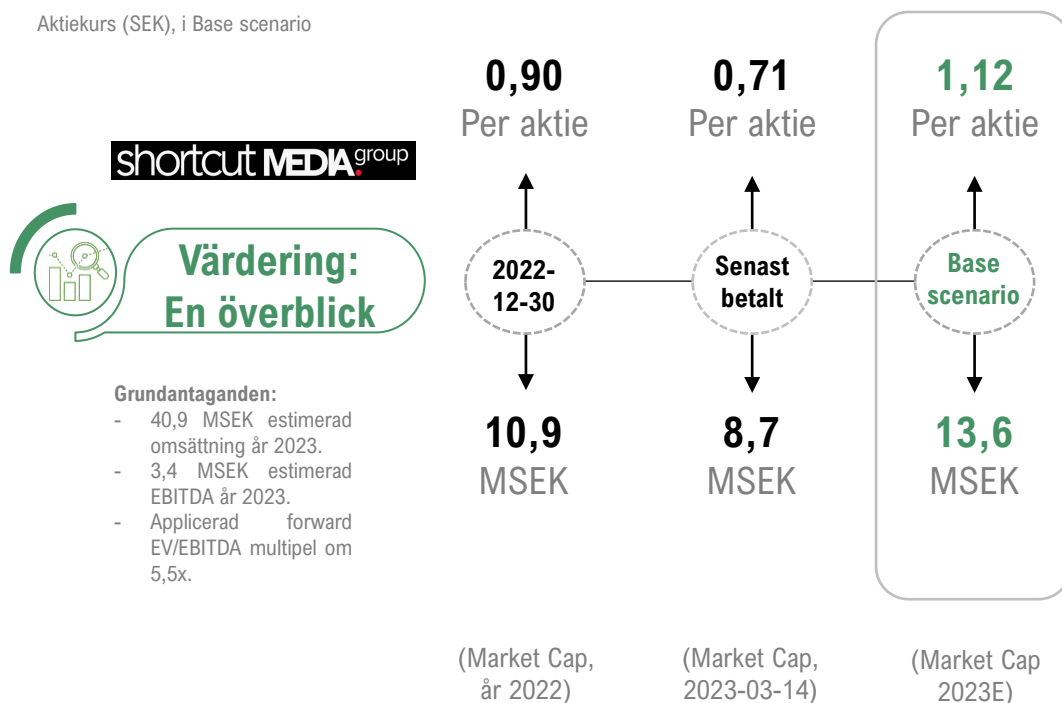 Aktiekurs (SEK), i Base scenario
shortcut MEDIA.group
Värdering:
En överblick
Grundantaganden:
- 40,9 MSEK estimerad
omsättning år 2023.
- 3,4 MSEK estimerad
EBITDA år 2023.
- Applicerad forward
EV/EBITDA multipel om
5,5x.
0,90
Per aktie
2022-
12-30
10,9
MSEK
(Market Cap,
år 2022)
0,71
Per aktie
Senast
betalt
8,7
MSEK
(Market Cap,
2023-03-14)
1,12
Per aktie
Base
scenario
13,6
MSEK
(Market Cap
2023E)